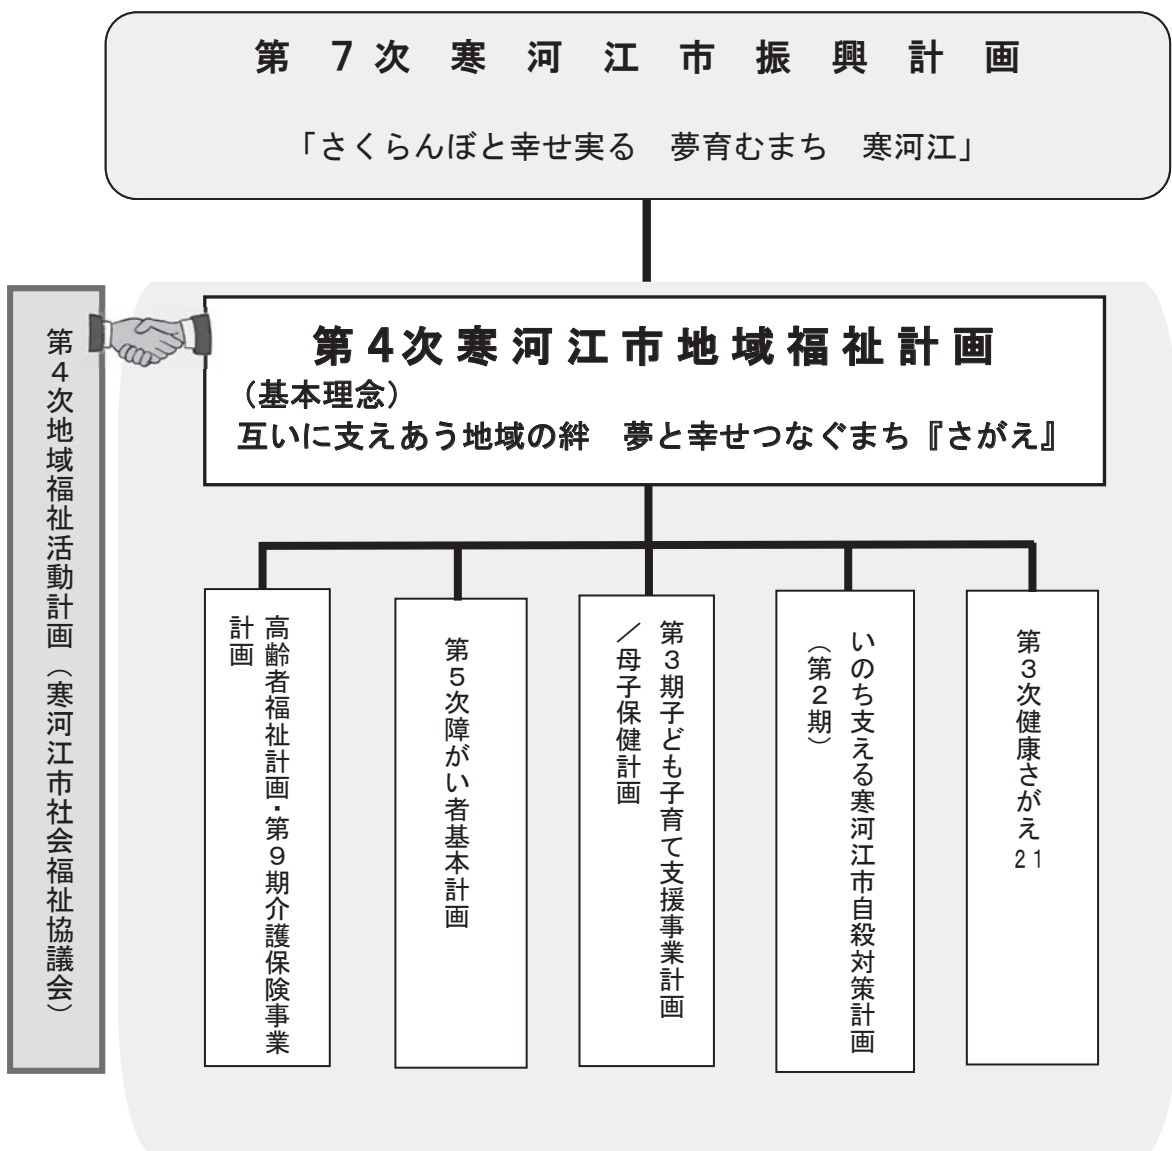 第 7 次 寒 河 江 市 振 興 計 画
「さくらんぼと幸せ実る　夢育むまち　寒河江」
第４次地域福祉活動計画（寒河江市社会福祉協議会）
第４次寒河江市地域福祉計画
（基本理念）
互いに支えあう地域の絆　夢と幸せつなぐまち『さがえ』
高齢者福祉計画・第９期介護保険事業
計画
第５次障がい者基本計画
第３期子ども子育て支援事業計画
／母子保健計画
いのち支える寒河江市自殺対策計画
（第２期）
第３次健康さがえ21